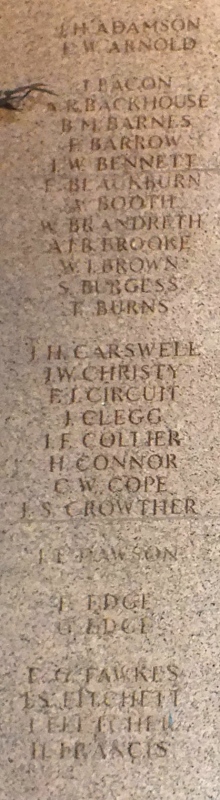 J. H. ADAMSON
F. W. ARNOLD
J. BACON
A. R. BACKHOUSE
B. M. BARNES
F. BARROW
J. W. BENNETT
F. BLACKBURN
W. BOOTH
W. BRANDRETH
A. J. B. BROOKE
W. J. BROWN
S. BURGESS
T. BURNS
J. H. CARSWELL
J. W. CHRISTY
F. J. CIRCUIT
J. CLEGG
J. F. COLLIER
H. CONNOR
C. W. COPE
J. S. CROWTHER
DAWSON
F. EDGE
G. EDGE
FAWKES
FITCHETT
FLETCHER
H. FRANCIS